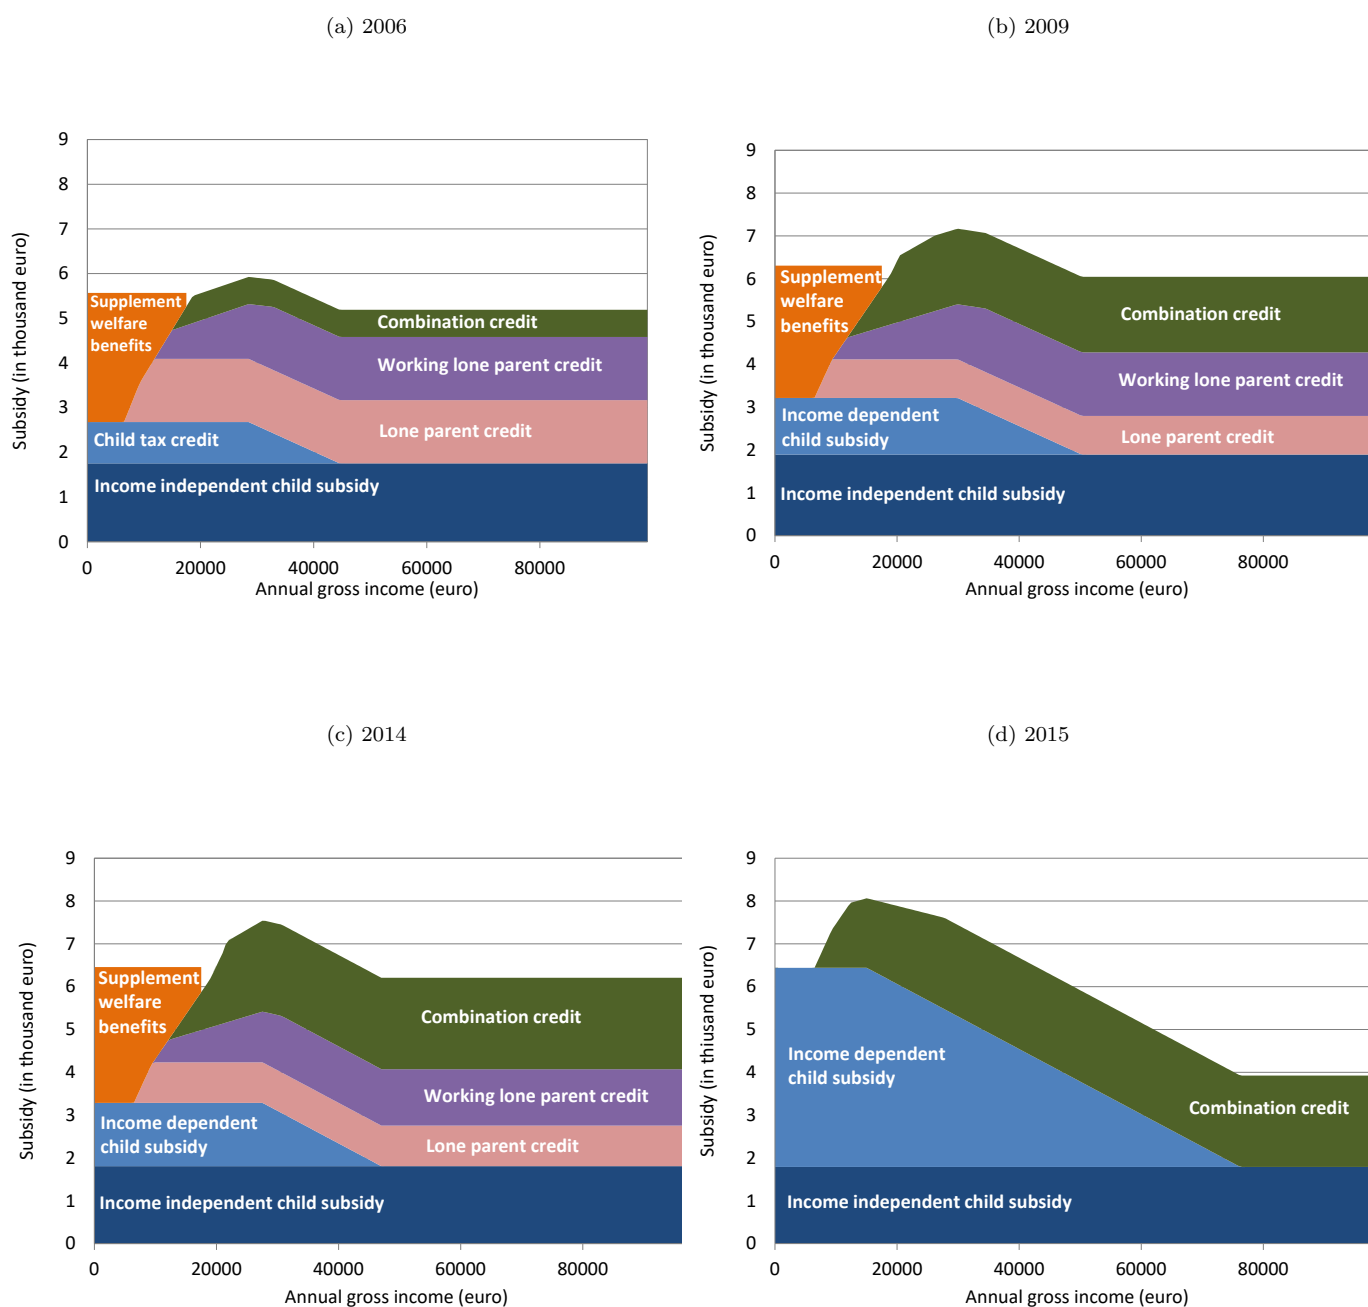 (a) 2006
9
8
7
6
5
4
3
2
1
0
Subsidy (in thousand euro)
Supplement
welfare
benefits
Child tax credit
Combination credit
Working lone parent credit
Lone parent credit
Income independent child subsidy
0 20000 40000 60000 80000
Annual gross income (euro)
(b) 2009
9
8
7
6
5
4
3
2
1
0
Subsidy (in thousand euro)
Supplement
welfare
benefits
Combination credit
Working lone parent credit
Income dependent
child subsidy
Lone parent credit
Income independent child subsidy
0 20000 40000 60000 80000
Annual gross income (euro)
(c) 2014
9
8
7
6
5
4
3
2
1
0
Subsidy (in thousand euro)
Supplement
welfare
benefits
Combination credit
Working lone parent credit
Income dependent
child subsidy
Lone parent credit
Income independent child subsidy
0 20000 40000 60000 80000
Annual gross income (euro)
(d) 2015
9
8
7
6
5
4
3
2
1
0
Subsidy (in thiusand euro)
Income dependent
child subsidy
Combination credit
Income independent child subsidy
0 20000 40000 60000 80000
Annual gross income (euro)